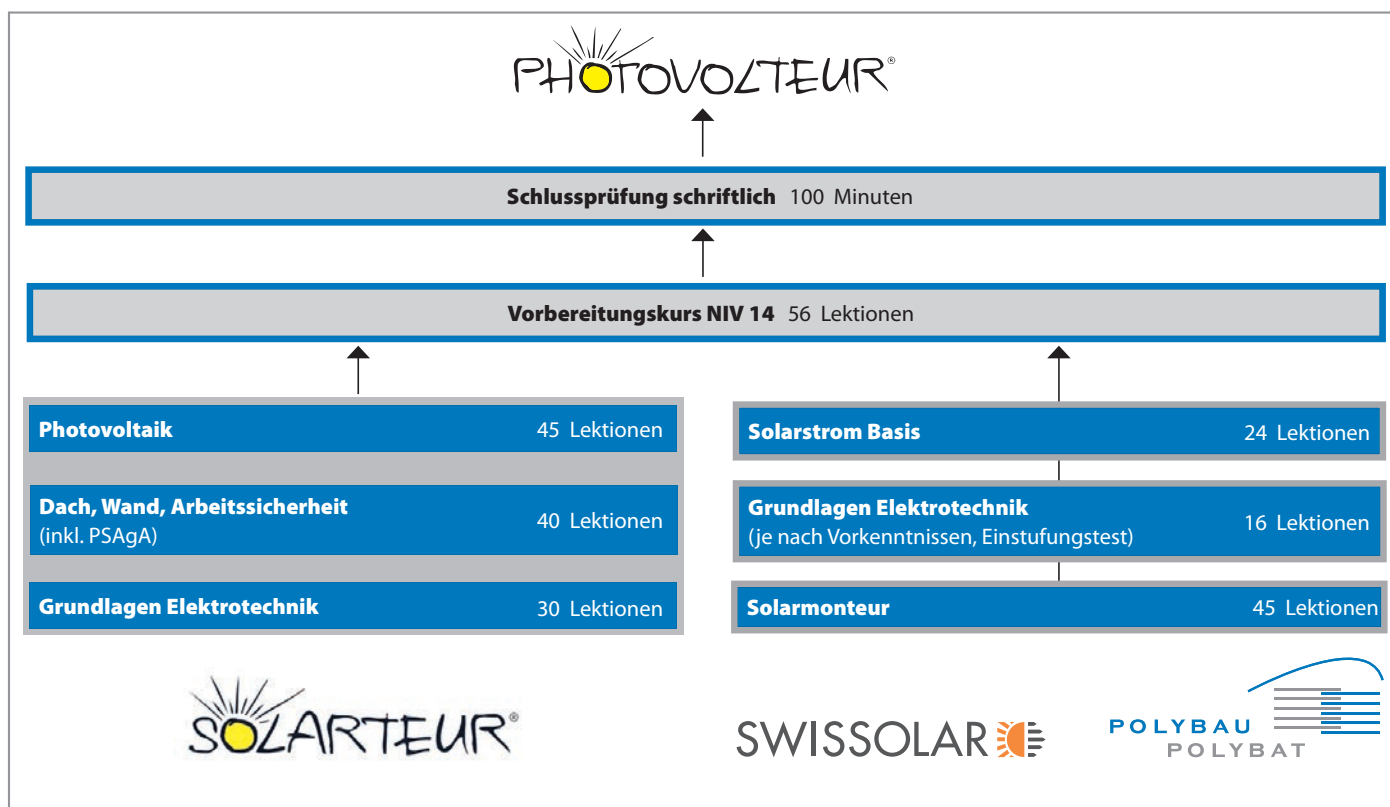 PHOTOVOLTEUR®
Schlussprüfung schriftlich 100 Minuten
Vorbereitungskurs NIV 14 56 Lektionen
Photovoltaik 45 Lektionen
Dach, Wand, Arbeitssicherheit
(inkl. PSAgA) 40 Lektionen
Grundlagen Elektrotechnik 30 Lektionen
SOLARTEUR®
Solarstrom Basis 24 Lektionen
Grundlagen Elektrotechnik
(je nach Vorkenntnissen, Einstufungstest) 16 Lektionen
Solarmonteur 45 Lektionen
SWISSOLAR
POLYBAU
POLYBAT